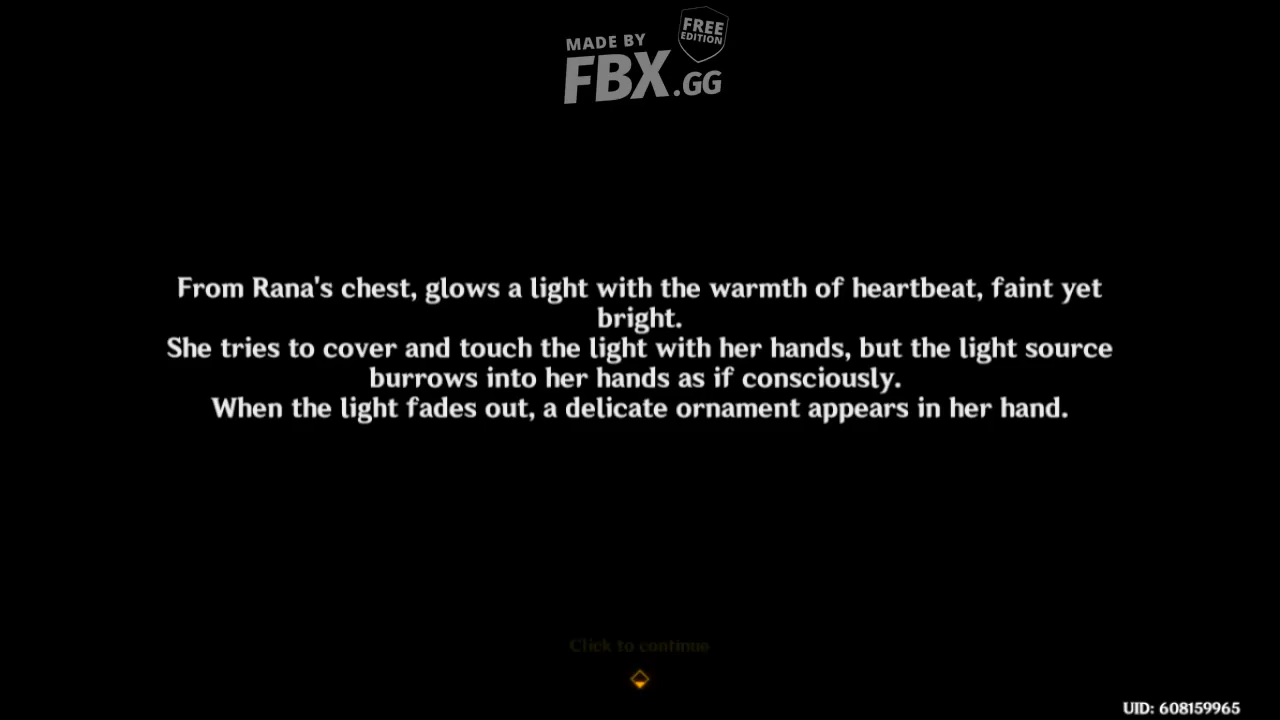 MADE BY
FREE
EDITION
FBX.GG
From Rana's chest, glows a light with the warmth of heartbeat, faint yet
bright.
She tries to cover and touch the light with her hands, but the light source
burrows into her hands as if consciously.
When the light fades out, a delicate ornament appears in her hand.
Click to continue
UID: 608159965